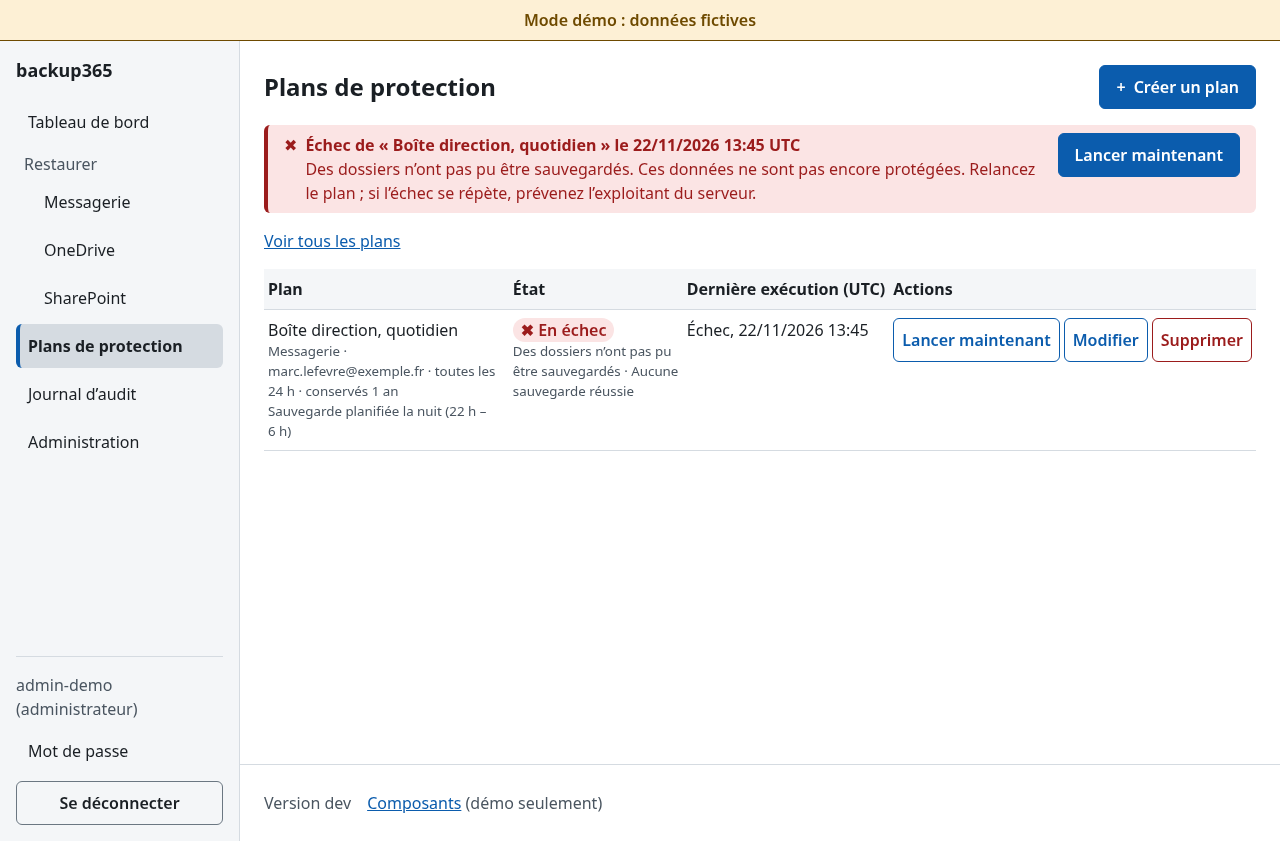 Mode démo : données fictives
backup365
Tableau de bord
Restaurer
Messagerie
OneDrive
SharePoint
Plans de protection
Journal d’audit
Administration
admin-demo
(administrateur)
Mot de passe
Se déconnecter
Plans de protection
+ Créer un plan
✖ Échec de « Boîte direction, quotidien » le 22/11/2026 13:45 UTC
Des dossiers n’ont pas pu être sauvegardés. Ces données ne sont pas encore protégées. Relancez
le plan ; si l’échec se répète, prévenez l’exploitant du serveur.
Lancer maintenant
Voir tous les plans
Plan État Dernière exécution (UTC) Actions
Boîte direction, quotidien
Messagerie ·
marc.lefevre@exemple.fr · toutes les
24 h · conservés 1 an
Sauvegarde planifiée la nuit (22 h –
6 h)
✖ En échec
Des dossiers n’ont pas pu
être sauvegardés · Aucune
sauvegarde réussie
Échec, 22/11/2026 13:45
Lancer maintenant Modifier Supprimer
Version dev Composants (démo seulement)